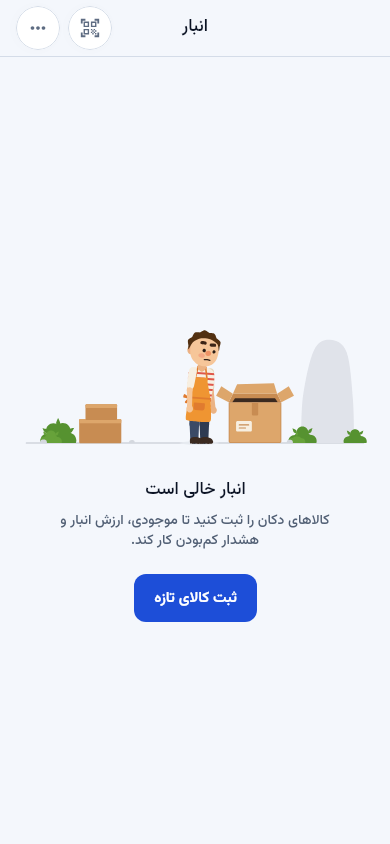 انبار
انبار خالی است
کالاهای دکان را ثبت کنید تا موجودی، ارزش انبار و
هشدار کم‌بودن کار کند.
ثبت کالای تازه